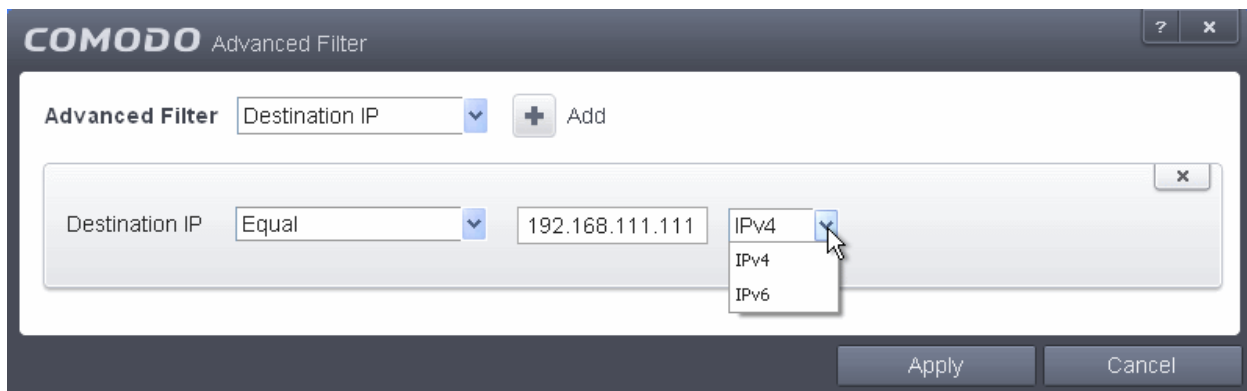 COMODO Advanced Filter ? x
Advanced Filter Destination IP + Add
x
Destination IP Equal 192.168.111.111 IPv4
IPv4
IPv6
Apply Cancel